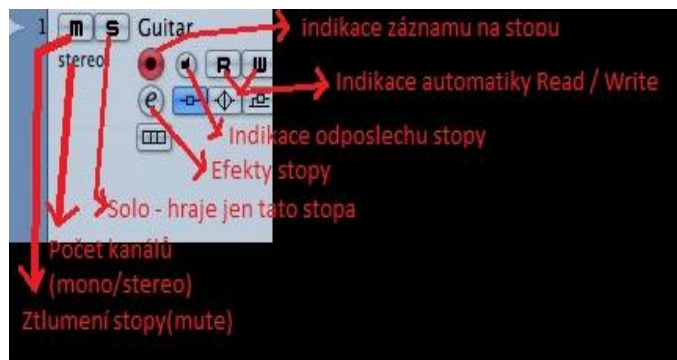 1 m S Guitar indikace záznamu na stopu
stereo R W
Indikace automatiky Read / Write
e
Indikace odposlechu stopy
Efekty stopy
Solo - hraje jen tato stopa
Počet kanálů
(mono/stereo)
Ztlumení stopy(mute)